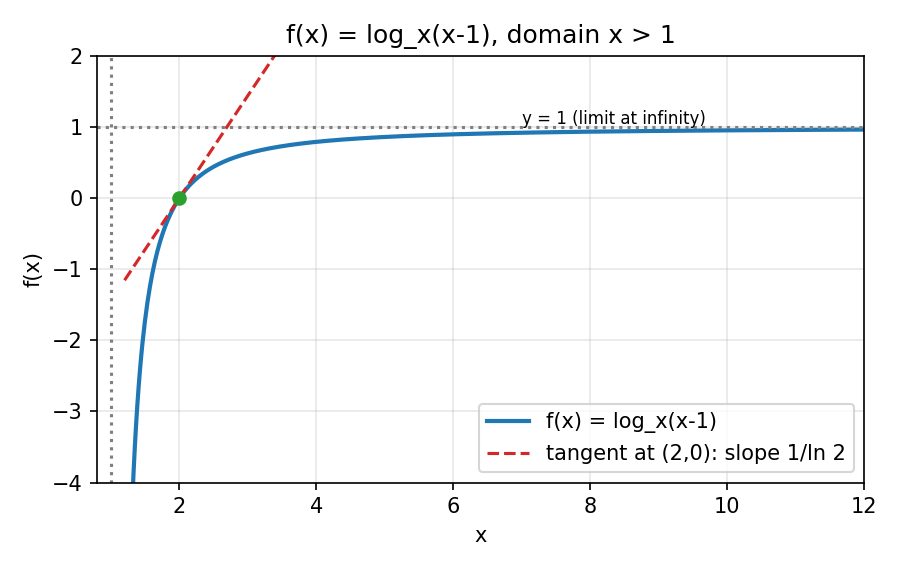 f(x) = log_x(x-1), domain x > 1
2
1
0
−1
−2
−3
−4
f(x)
y = 1 (limit at infinity)
f(x) = log_x(x-1)
tangent at (2,0): slope 1/ln 2
2
4
6
8
10
12
x